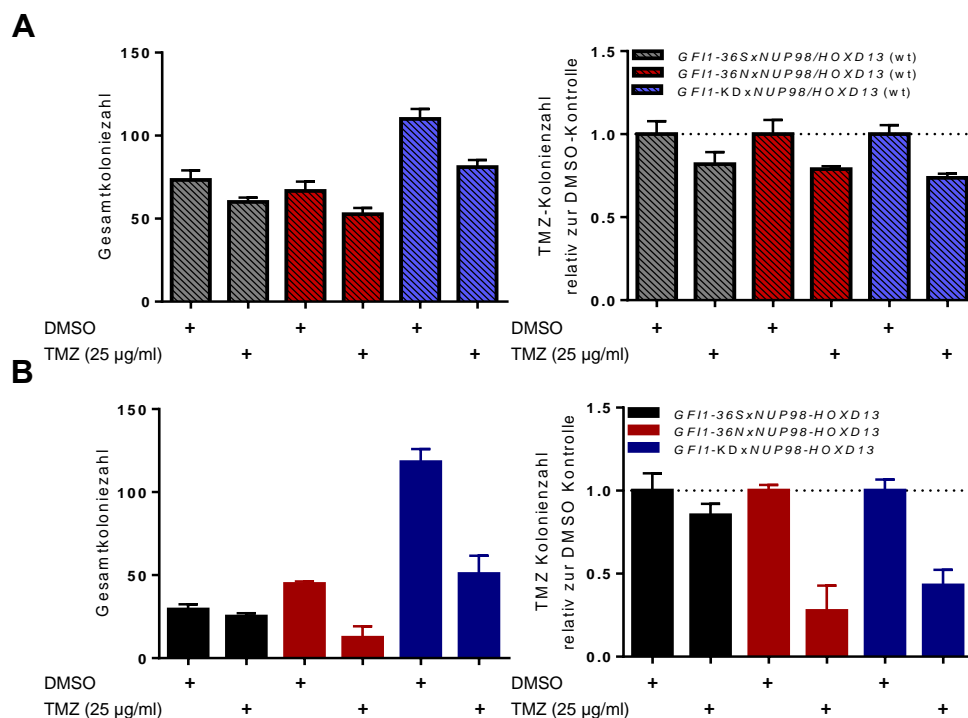 A
150
100
50
0
Gesamtkoloniezahl
DMSO + + +
TMZ (25 µg/ml) + + +
1.5
1.0
0.5
0.0
TMZ-Kolonienzahl
relativ zur DMSO-Kontrolle
GFI1-36SxNUP98/HOXD13 (wt)
GFI1-36NxNUP98/HOXD13 (wt)
GFI1-KDxNUP98/HOXD13 (wt)
DMSO + + +
TMZ (25 µg/ml) + + +
B
150
100
50
0
Gesamtkoloniezahl
DMSO + + +
TMZ (25 µg/ml) + + +
1.5
1.0
0.5
0.0
TMZ Kolonienzahl
relativ zur DMSO Kontrolle
GFI1-36SxNUP98-HOXD13
GFI1-36NxNUP98-HOXD13
GFI1-KDxNUP98-HOXD13
DMSO + + +
TMZ (25 µg/ml) + + +